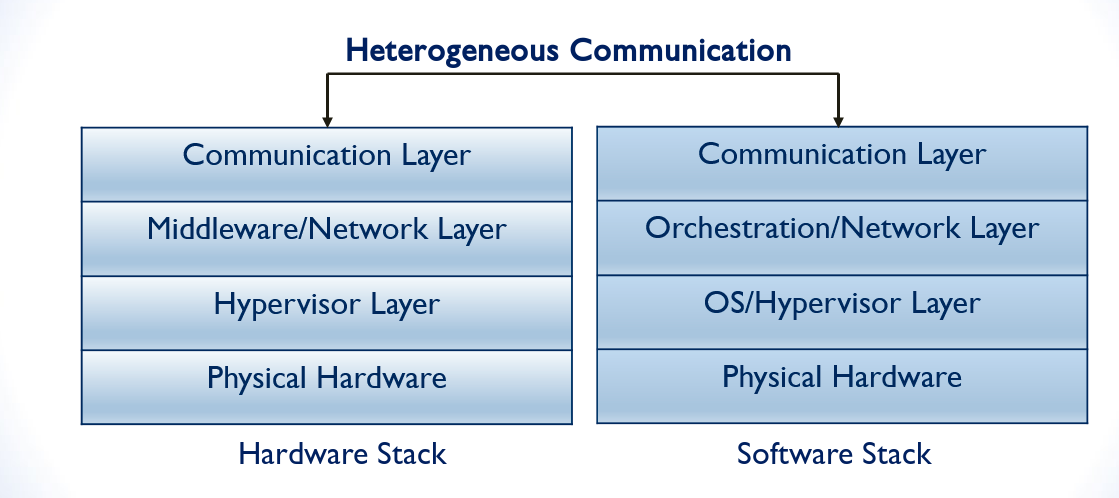 Heterogeneous Communication
Communication Layer
Middleware/Network Layer
Hypervisor Layer
Physical Hardware
Hardware Stack
Communication Layer
Orchestration/Network Layer
OS/Hypervisor Layer
Physical Hardware
Software Stack